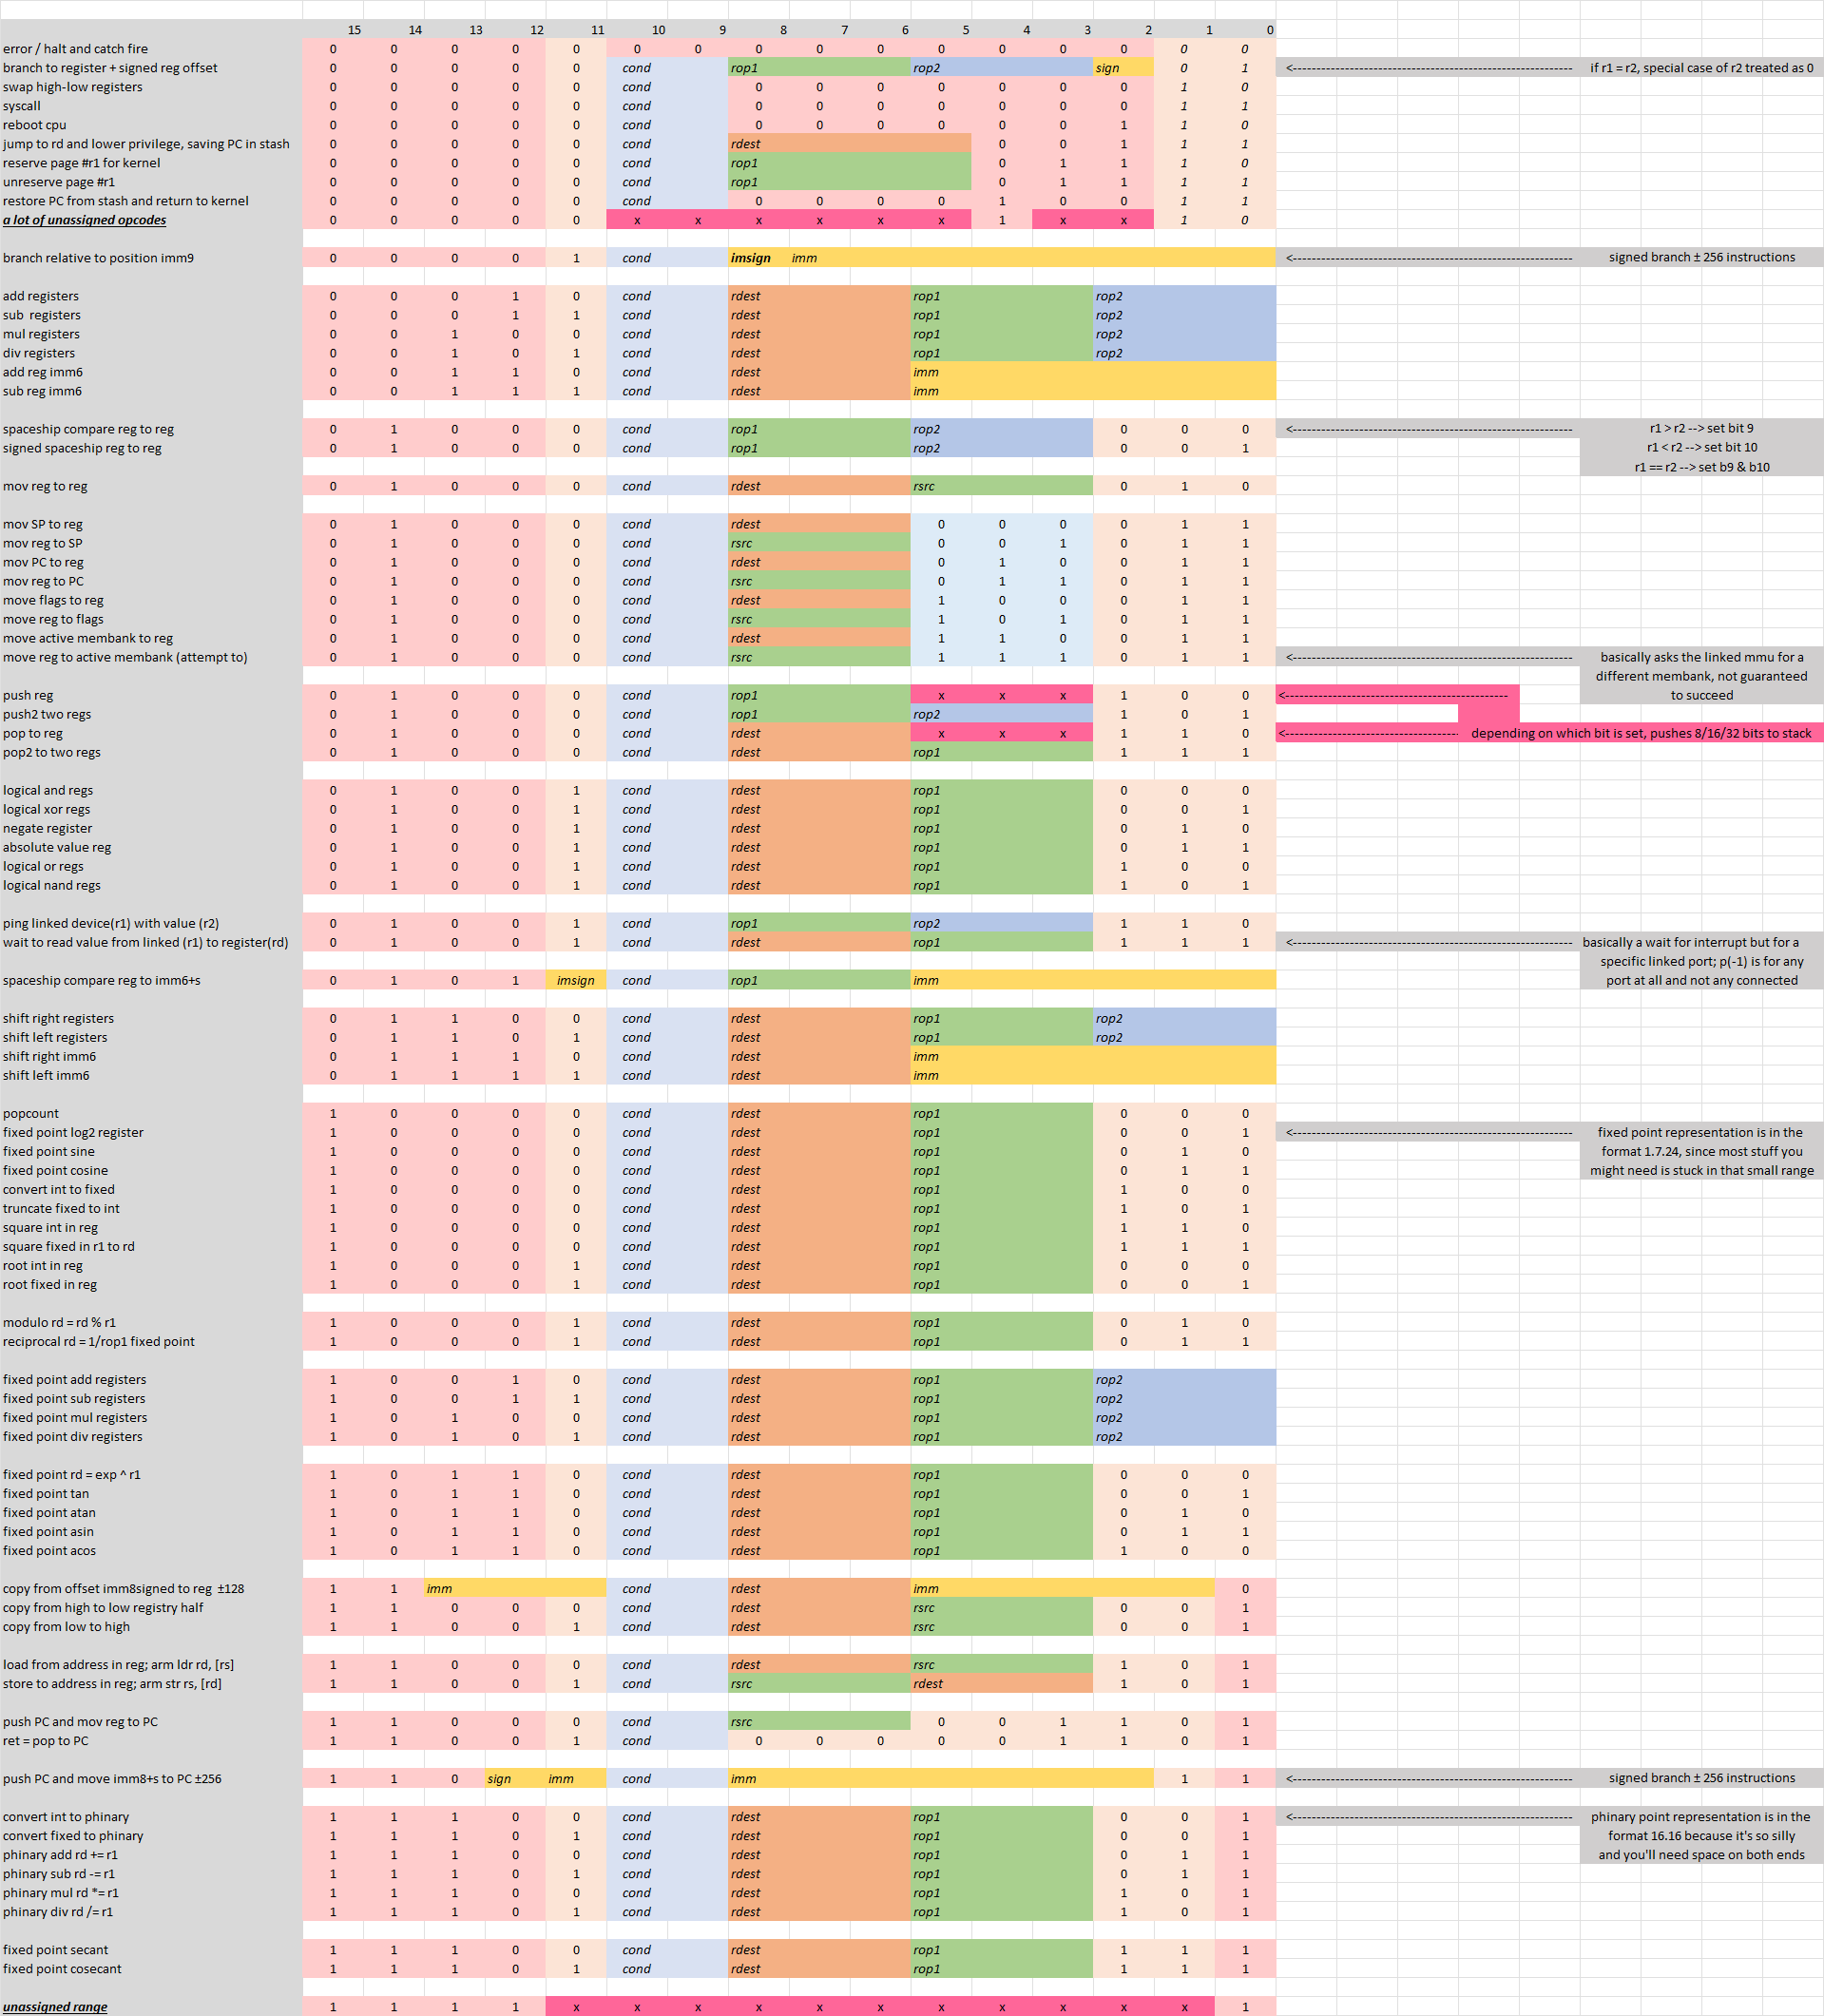 15 14 13 12 11 10 9 8 7 6 5 4 3 2 1 0
error / halt and catch fire 0 0 0 0 0 0 0 0 0 0 0 0 0 0 0 0
branch to register + signed reg offset 0 0 0 0 0 cond rop1 rop2 sign 0 1 <---------------------------------------------------------- if r1 = r2, special case of r2 treated as 0
swap high-low registers 0 0 0 0 0 cond 0 0 0 0 0 0 0 1 0
syscall 0 0 0 0 0 cond 0 0 0 0 0 0 0 1 1
reboot cpu 0 0 0 0 0 cond 0 0 0 0 0 0 1 1 0
jump to rd and lower privilege, saving PC in stash 0 0 0 0 0 cond rdest 0 0 1 1 1
reserve page #r1 for kernel 0 0 0 0 0 cond rop1 0 1 1 1 0
unreserve page #r1 0 0 0 0 0 cond rop1 0 1 1 1 1
restore PC from stash and return to kernel 0 0 0 0 0 cond 0 0 0 0 1 0 0 1 1
a lot of unassigned opcodes 0 0 0 0 0 x x x x x x 1 x x 1 0
branch relative to position imm9 0 0 0 0 1 cond imsign imm <---------------------------------------------------------- signed branch ± 256 instructions
add registers 0 0 0 1 0 cond rdest rop1 rop2
sub registers 0 0 0 1 1 cond rdest rop1 rop2
mul registers 0 0 1 0 0 cond rdest rop1 rop2
div registers 0 0 1 0 1 cond rdest rop1 rop2
add reg imm6 0 0 1 1 0 cond rdest imm
sub reg imm6 0 0 1 1 1 cond rdest imm
spaceship compare reg to reg 0 1 0 0 0 cond rop1 rop2 0 0 0 <---------------------------------------------------------- r1 > r2 --> set bit 9
signed spaceship reg to reg 0 1 0 0 0 cond rop1 rop2 0 0 1 r1 < r2 --> set bit 10
r1 == r2 --> set b9 & b10
mov reg to reg 0 1 0 0 0 cond rdest rsrc 0 1 0
mov SP to reg 0 1 0 0 0 cond rdest 0 0 0 0 1 1
mov reg to SP 0 1 0 0 0 cond rsrc 0 0 1 0 1 1
mov PC to reg 0 1 0 0 0 cond rdest 0 1 0 0 1 1
mov reg to PC 0 1 0 0 0 cond rsrc 0 1 1 0 1 1
move flags to reg 0 1 0 0 0 cond rdest 1 0 0 0 1 1
move reg to flags 0 1 0 0 0 cond rsrc 1 0 1 0 1 1
move active membank to reg 0 1 0 0 0 cond rdest 1 1 0 0 1 1
move reg to active membank (attempt to) 0 1 0 0 0 cond rsrc 1 1 1 0 1 1 <---------------------------------------------------------- basically asks the linked mmu for a
different membank, not guaranteed
push reg 0 1 0 0 0 cond rop1 x x x 1 0 0 <--------------------------------------------- to succeed
push2 two regs 0 1 0 0 0 cond rop1 rop2 1 0 1
pop to reg 0 1 0 0 0 cond rdest x x x 1 1 0 <----------------------------------- depending on which bit is set, pushes 8/16/32 bits to stack
pop2 to two regs 0 1 0 0 0 cond rdest rop1 1 1 1
logical and regs 0 1 0 0 1 cond rdest rop1 0 0 0
logical xor regs 0 1 0 0 1 cond rdest rop1 0 0 1
negate register 0 1 0 0 1 cond rdest rop1 0 1 0
absolute value reg 0 1 0 0 1 cond rdest rop1 0 1 1
logical or regs 0 1 0 0 1 cond rdest rop1 1 0 0
logical nand regs 0 1 0 0 1 cond rdest rop1 1 0 1
ping linked device(r1) with value (r2) 0 1 0 0 1 cond rop1 rop2 1 1 0
wait to read value from linked (r1) to register(rd) 0 1 0 0 1 cond rdest rop1 1 1 1 <---------------------------------------------------------- basically a wait for interrupt but for a
specific linked port; p(-1) is for any
spaceship compare reg to imm6+s 0 1 0 1 imsign cond rop1 imm port at all and not any connected
shift right registers 0 1 1 0 0 cond rdest rop1 rop2
shift left registers 0 1 1 0 1 cond rdest rop1 rop2
shift right imm6 0 1 1 1 0 cond rdest imm
shift left imm6 0 1 1 1 1 cond rdest imm
popcount 1 0 0 0 0 cond rdest rop1 0 0 0
fixed point log2 register 1 0 0 0 0 cond rdest rop1 0 0 1 <---------------------------------------------------------- fixed point representation is in the
fixed point sine 1 0 0 0 0 cond rdest rop1 0 1 0 format 1.7.24, since most stuff you
fixed point cosine 1 0 0 0 0 cond rdest rop1 0 1 1 might need is stuck in that small range
convert int to fixed 1 0 0 0 0 cond rdest rop1 1 0 0
truncate fixed to int 1 0 0 0 0 cond rdest rop1 1 0 1
square int in reg 1 0 0 0 0 cond rdest rop1 1 1 0
square fixed in r1 to rd 1 0 0 0 0 cond rdest rop1 1 1 1
root int in reg 1 0 0 0 1 cond rdest rop1 0 0 0
root fixed in reg 1 0 0 0 1 cond rdest rop1 0 0 1
modulo rd = rd % r1 1 0 0 0 1 cond rdest rop1 0 1 0
reciprocal rd = 1/rop1 fixed point 1 0 0 0 1 cond rdest rop1 0 1 1
fixed point add registers 1 0 0 1 0 cond rdest rop1 rop2
fixed point sub registers 1 0 0 1 1 cond rdest rop1 rop2
fixed point mul registers 1 0 1 0 0 cond rdest rop1 rop2
fixed point div registers 1 0 1 0 1 cond rdest rop1 rop2
fixed point rd = exp ^ r1 1 0 1 1 0 cond rdest rop1 0 0 0
fixed point tan 1 0 1 1 0 cond rdest rop1 0 0 1
fixed point atan 1 0 1 1 0 cond rdest rop1 0 1 0
fixed point asin 1 0 1 1 0 cond rdest rop1 0 1 1
fixed point acos 1 0 1 1 0 cond rdest rop1 1 0 0
copy from offset imm8signed to reg ±128 1 1 imm cond rdest imm 0
copy from high to low registry half 1 1 0 0 0 cond rdest rsrc 0 0 1
copy from low to high 1 1 0 0 1 cond rdest rsrc 0 0 1
load from address in reg; arm ldr rd, [rs] 1 1 0 0 0 cond rdest rsrc 1 0 1
store to address in reg; arm str rs, [rd] 1 1 0 0 1 cond rsrc rdest 1 0 1
push PC and mov reg to PC 1 1 0 0 0 cond rsrc 0 0 1 1 0 1
ret = pop to PC 1 1 0 0 1 cond 0 0 0 0 0 1 1 0 1
push PC and move imm8+s to PC ±256 1 1 0 sign imm cond imm 1 1 <---------------------------------------------------------- signed branch ± 256 instructions
convert int to phinary 1 1 1 0 0 cond rdest rop1 0 0 1 <---------------------------------------------------------- phinary point representation is in the
convert fixed to phinary 1 1 1 0 1 cond rdest rop1 0 0 1 format 16.16 because it's so silly
phinary add rd += r1 1 1 1 0 0 cond rdest rop1 0 1 1 and you'll need space on both ends
phinary sub rd -= r1 1 1 1 0 1 cond rdest rop1 0 1 1
phinary mul rd *= r1 1 1 1 0 0 cond rdest rop1 1 0 1
phinary div rd /= r1 1 1 1 0 1 cond rdest rop1 1 0 1
fixed point secant 1 1 1 0 0 cond rdest rop1 1 1 1
fixed point cosecant 1 1 1 0 1 cond rdest rop1 1 1 1
unassigned range 1 1 1 1 x x x x x x x x x x x 1